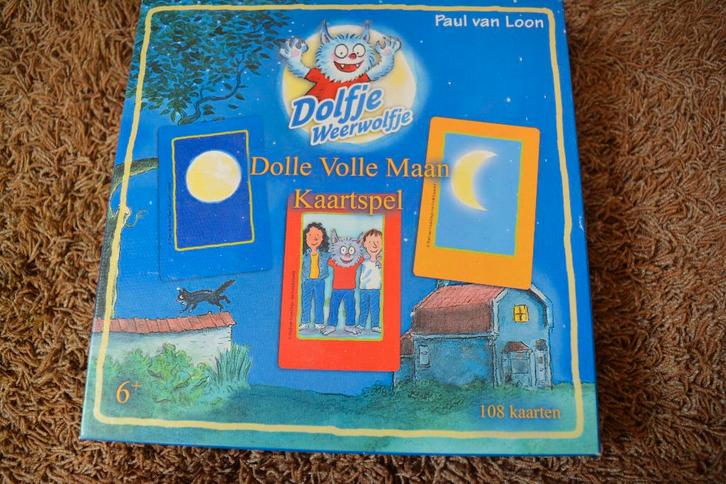 Paul van Loon
Dolfje
Weerwolfje
Dolle Volle Maan
Kaartspel
6+
108 kaarten